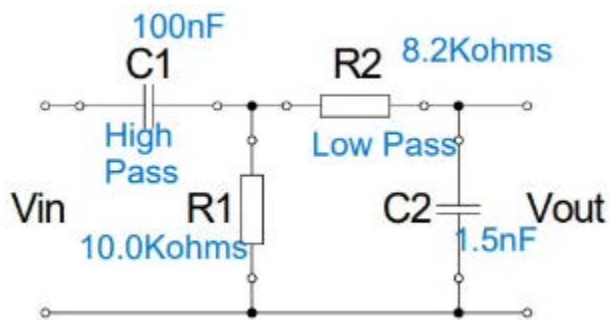 100nF
C1
High
Pass
R2
8.2Kohms
Low Pass
Vin
R1
10.0Kohms
C2
1.5nF
Vout